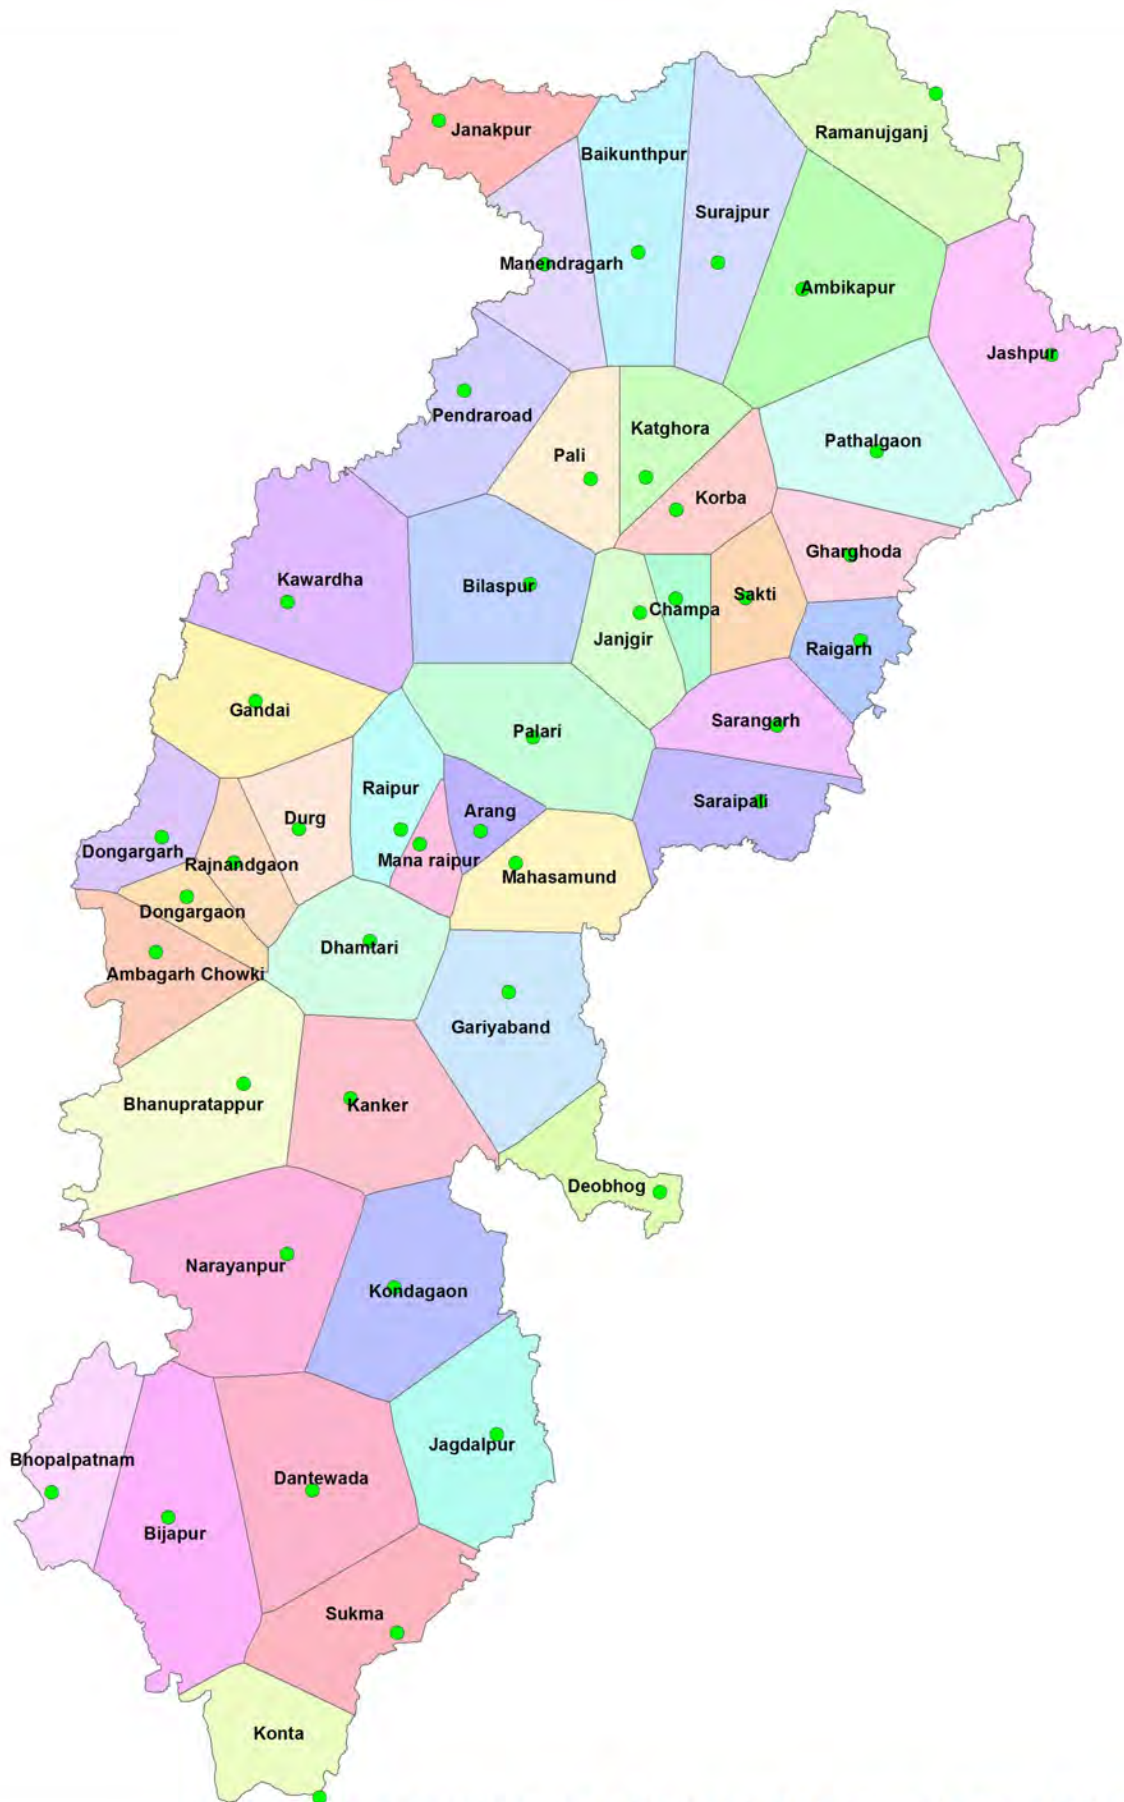 Janakpur
Ramanujganj
Baikunthpur
Surajpur
Manendragarh
Ambikapur
Jashpur
Pendraroad
Katghora
Pathalgaon
Pali
Korba
Gharghoda
Kawardha
Bilaspur
Sakti
Champa
Janjgir
Raigarh
Gandai
Sarangarh
Palari
Raipur
Saraipali
Arang
Durg
Dongargarh
Mana raipur
Rajnandgaon
Mahasamund
Dongargaon
Dhamtari
Ambagarh Chowki
Gariyaband
Bhanupratappur
Kanker
Deobhog
Narayanpur
Kondagaon
Jagdalpur
Bhopalpatnam
Dantewada
Bijapur
Sukma
Konta